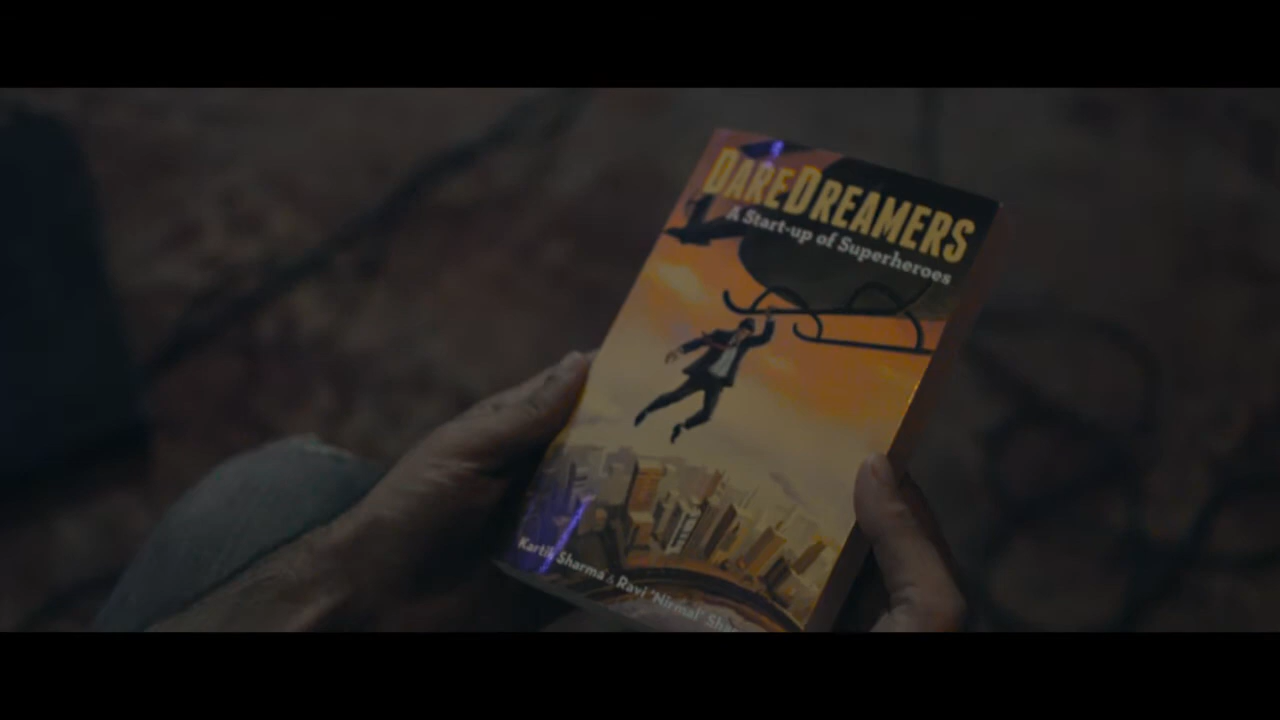 DAREDREAMERS
A Start-up of Superheroes
Kartik Sharma & Ravi 'Nirmal'